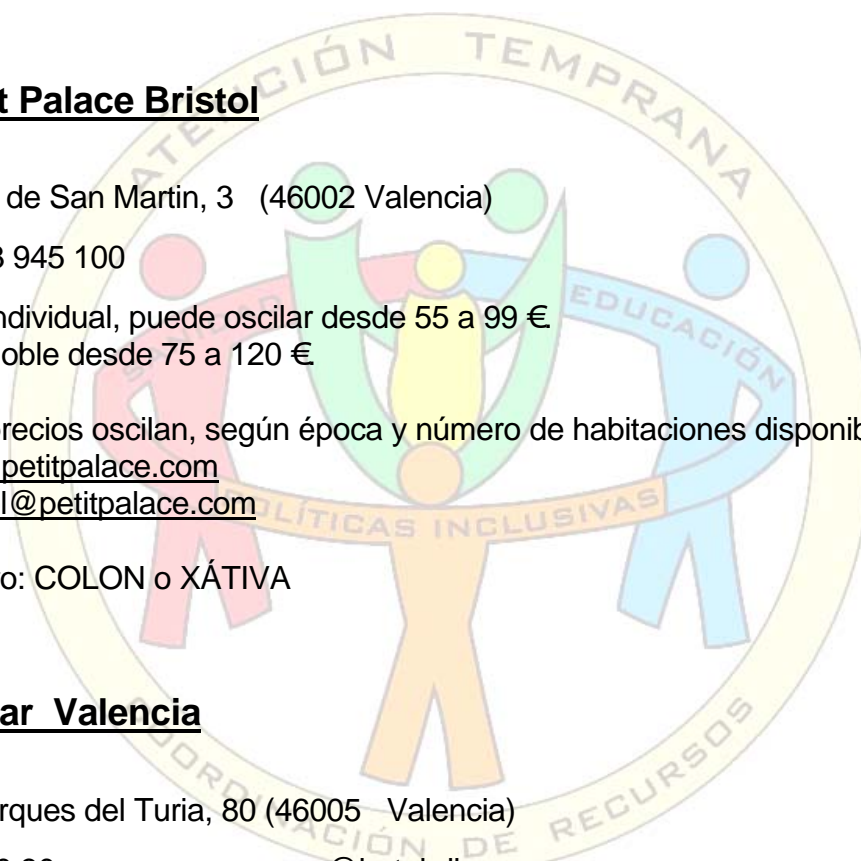 t Palace Bristol
de San Martin, 3 (46002 Valencia)
945 100
ndividual, puede oscilar desde 55 a 99 €
oble desde 75 a 120 €
recios oscilan, según época y número de habitaciones disponib
petitpalace.com
l@petitpalace.com
o: COLON o XÁTIVA
ar Valencia
rques del Turia, 80 (46005 Valencia)
ATENCIÓN TEMPRANA
SANIDAD
EDUCACIÓN
POLÍTICAS INCLUSIVAS
COORDINACIÓN DE RECURSOS